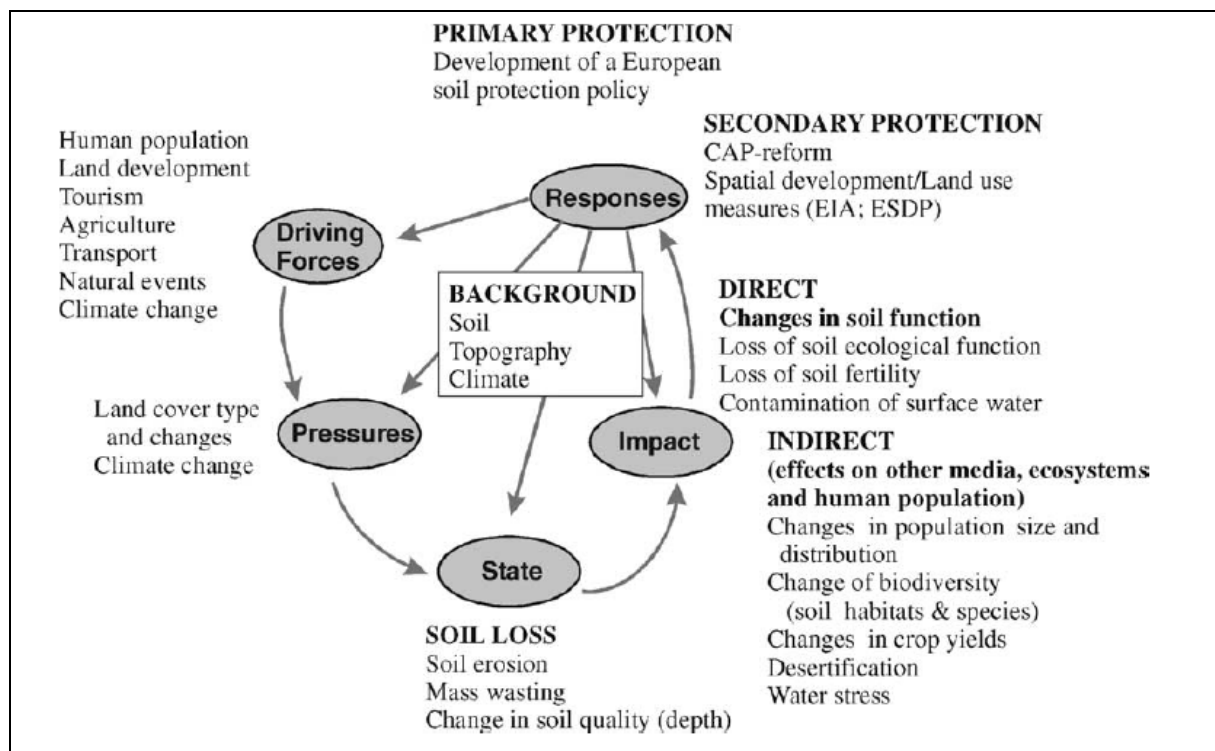 PRIMARY PROTECTION
Development of a European
soil protection policy
SECONDARY PROTECTION
CAP-reform
Spatial development/Land use
measures (EIA; ESDP)
Human population
Land development
Tourism
Agriculture
Transport
Natural events
Climate change
Responses
Driving
Forces
BACKGROUND
Soil
Topography
Climate
DIRECT
Changes in soil function
Loss of soil ecological function
Loss of soil fertility
Contamination of surface water
Land cover type
and changes
Climate change
Pressures
Impact
INDIRECT
(effects on other media, ecosystems
and human population)
Changes in population size and
distribution
Change of biodiversity
(soil habitats & species)
Changes in crop yields
Desertification
Water stress
State
SOIL LOSS
Soil erosion
Mass wasting
Change in soil quality (depth)